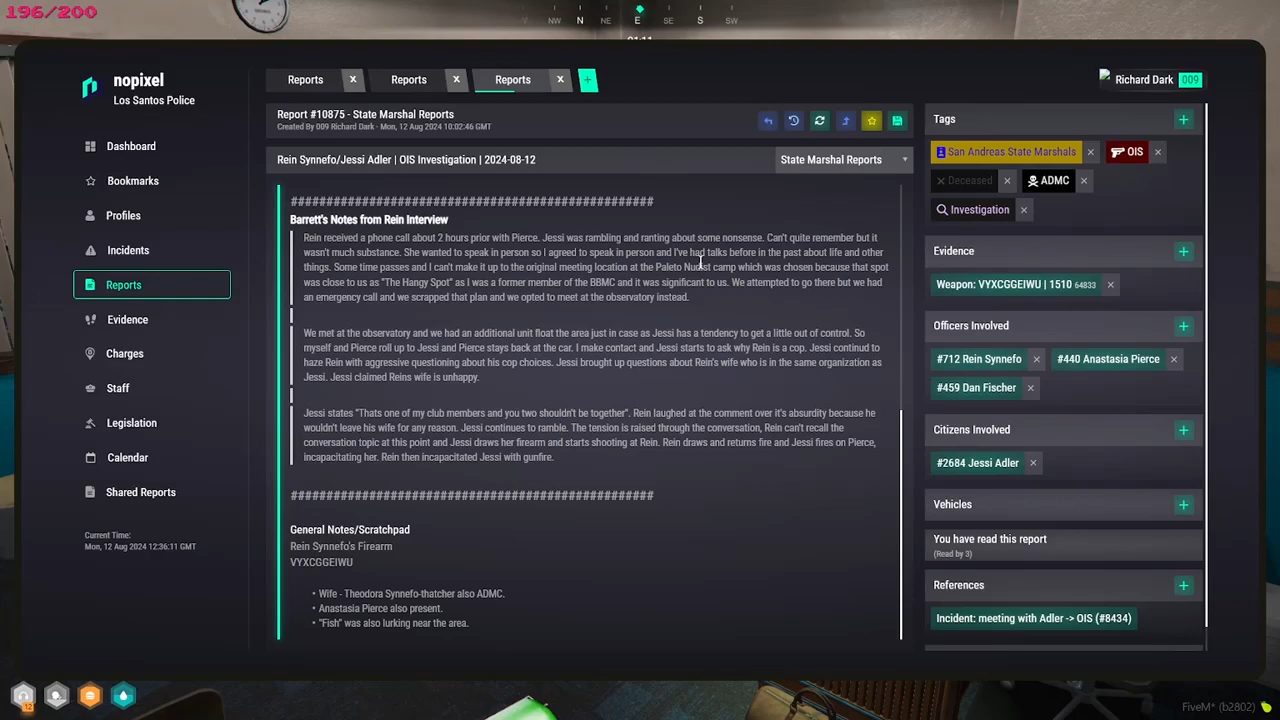 196/200
NW N NE E SE S SW
nopixel
Los Santos Police
Dashboard
Bookmarks
Profiles
Incidents
Reports
Evidence
Charges
Staff
Legislation
Calendar
Shared Reports
Current Time:
Mon, 12 Aug 2024 12:36:11 GMT
Reports x Reports x Reports x +
Richard Dark 009
Report #10875 - State Marshal Reports
Created By 009 Richard Dark · Mon, 12 Aug 2024 10:02:46 GMT
Rein Synnefo/Jessi Adler | OIS Investigation | 2024-08-12
State Marshal Reports
##################################################
Barrett's Notes from Rein Interview
Rein received a phone call about 2 hours prior with Pierce. Jessi was rambling and ranting about some nonsense. Can't quite remember but it
wasn't much substance. She wanted to speak in person so I agreed to speak in person and I've had talks before in the past about life and other
things. Some time passes and I can't make it up to the original meeting location at the Paleto Nudist camp which was chosen because that spot
was close to us as "The Hangy Spot" as I was a former member of the BBMC and it was significant to us. We attempted to go there but we had
an emergency call and we scrapped that plan and we opted to meet at the observatory instead.
We met at the observatory and we had an additional unit float the area just in case as Jessi has a tendency to get a little out of control. So
myself and Pierce roll up to Jessi and Pierce stays back at the car. I make contact and Jessi starts to ask why Rein is a cop. Jessi continud to
haze Rein with aggressive questioning about his cop choices. Jessi brought up questions about Rein's wife who is in the same organization as
Jessi. Jessi claimed Reins wife is unhappy.
Jessi states "Thats one of my club members and you two shouldn't be together". Rein laughed at the comment over it's absurdity because he
wouldn't leave his wife for any reason. Jessi continues to ramble. The tension is raised through the conversation, Rein can't recall the
conversation topic at this point and Jessi draws her firearm and starts shooting at Rein. Rein draws and returns fire and Jessi fires on Pierce,
incapacitating her. Rein then incapacitated Jessi with gunfire.
##################################################
General Notes/Scratchpad
Rein Synnefo's Firearm
VYXCGGEIWU
• Wife - Theodora Synnefo-thatcher also ADMC.
• Anastasia Pierce also present.
• "Fish" was also lurking near the area.
Tags +
San Andreas State Marshals x OIS x
Deceased x ADMC x
Investigation x
Evidence +
Weapon: VYXCGGEIWU | 1510 64833 x
Officers Involved +
#712 Rein Synnefo x #440 Anastasia Pierce x
#459 Dan Fischer x
Citizens Involved +
#2684 Jessi Adler x
Vehicles +
You have read this report
(Read by 3)
References +
Incident: meeting with Adler -> OIS (#8434)
12
FiveM* (b2802)